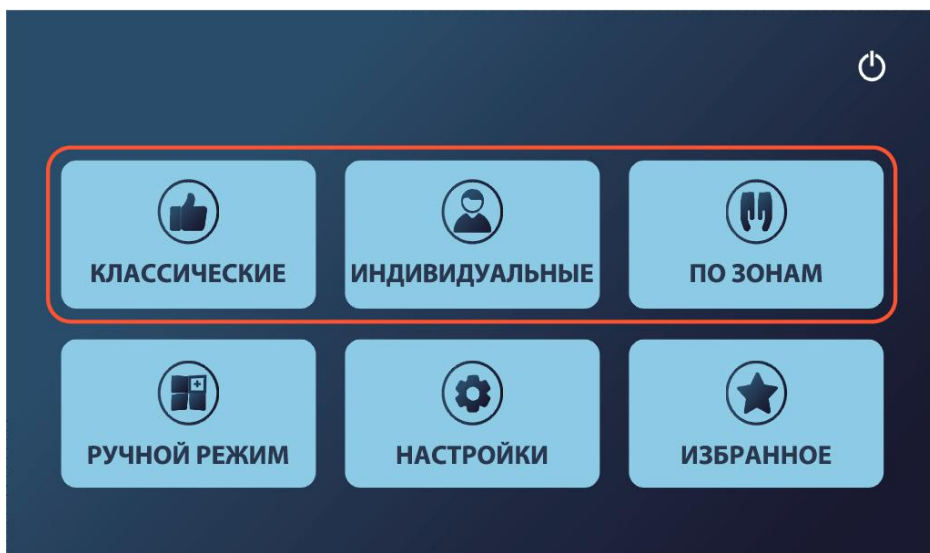 КЛАССИЧЕСКИЕ
ИНДИВИДУАЛЬНЫЕ
ПО ЗОНАМ
РУЧНОЙ РЕЖИМ
НАСТРОЙКИ
ИЗБРАННОЕ